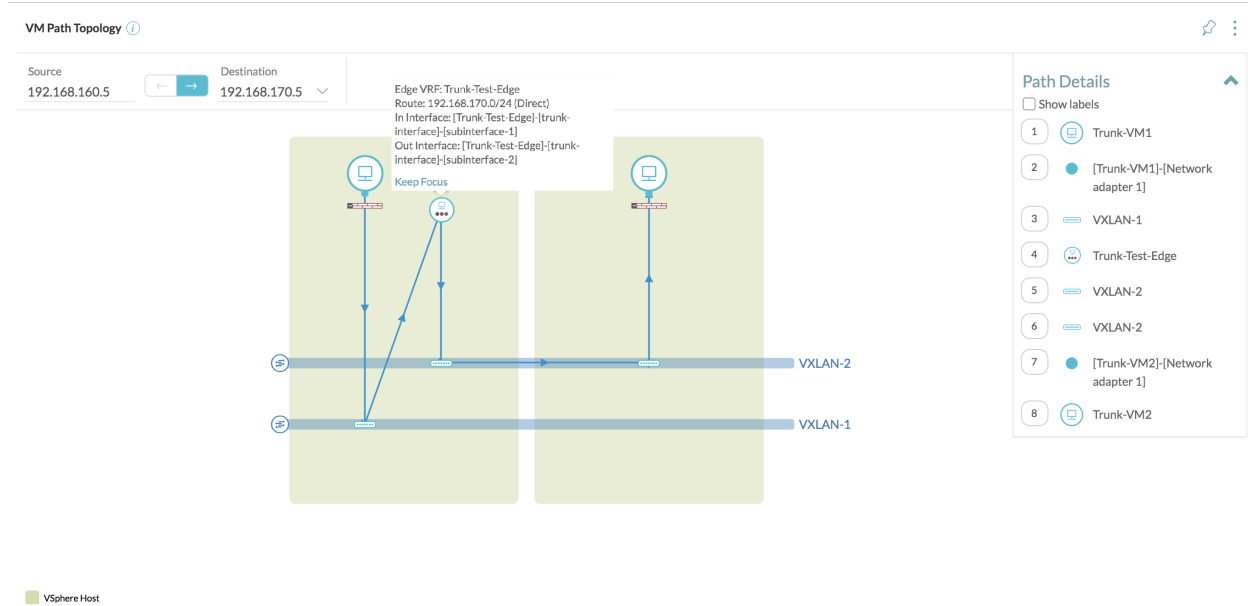 VM Path Topology
Source
192.168.160.5
Destination
192.168.170.5
Edge VRF: Trunk-Test-Edge
Route: 192.168.170.0/24 (Direct)
In Interface: [Trunk-Test-Edge]-[trunk-
interface]-[subinterface-1]
Out Interface: [Trunk-Test-Edge]-[trunk-
interface]-[subinterface-2]
Keep Focus
VXLAN-2
VXLAN-1
Path Details
Show labels
1 Trunk-VM1
2 [Trunk-VM1]-[Network
adapter 1]
3 VXLAN-1
4 Trunk-Test-Edge
5 VXLAN-2
6 VXLAN-2
7 [Trunk-VM2]-[Network
adapter 1]
8 Trunk-VM2
VSphere Host